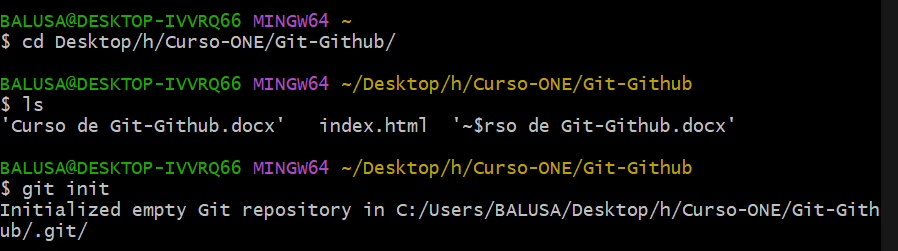 BALUSA@DESKTOP-IVVRQ66 MINGW64 ~
$ cd Desktop/h/Curso-ONE/Git-Github/
BALUSA@DESKTOP-IVVRQ66 MINGW64 ~/Desktop/h/Curso-ONE/Git-Github
$ ls
'Curso de Git-Github.docx'   index.html  '~$rso de Git-Github.docx'
BALUSA@DESKTOP-IVVRQ66 MINGW64 ~/Desktop/h/Curso-ONE/Git-Github
$ git init
Initialized empty Git repository in C:/Users/BALUSA/Desktop/h/Curso-ONE/Git-Gith
ub/.git/